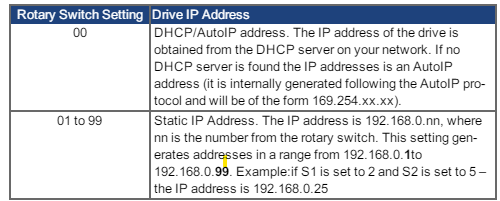 Rotary Switch Setting Drive IP Address
00 DHCP/AutoIP address. The IP address of the drive is
obtained from the DHCP server on your network. If no
DHCP server is found the IP addresses is an AutoIP
address (it is internally generated following the AutoIP pro-
tocol and will be of the form 169.254.xx.xx).
01 to 99 Static IP Address. The IP address is 192.168.0.nn, where
nn is the number from the rotary switch. This setting gen-
erates addresses in a range from 192.168.0.1to
192.168.0.99. Example:if S1 is set to 2 and S2 is set to 5 –
the IP address is 192.168.0.25